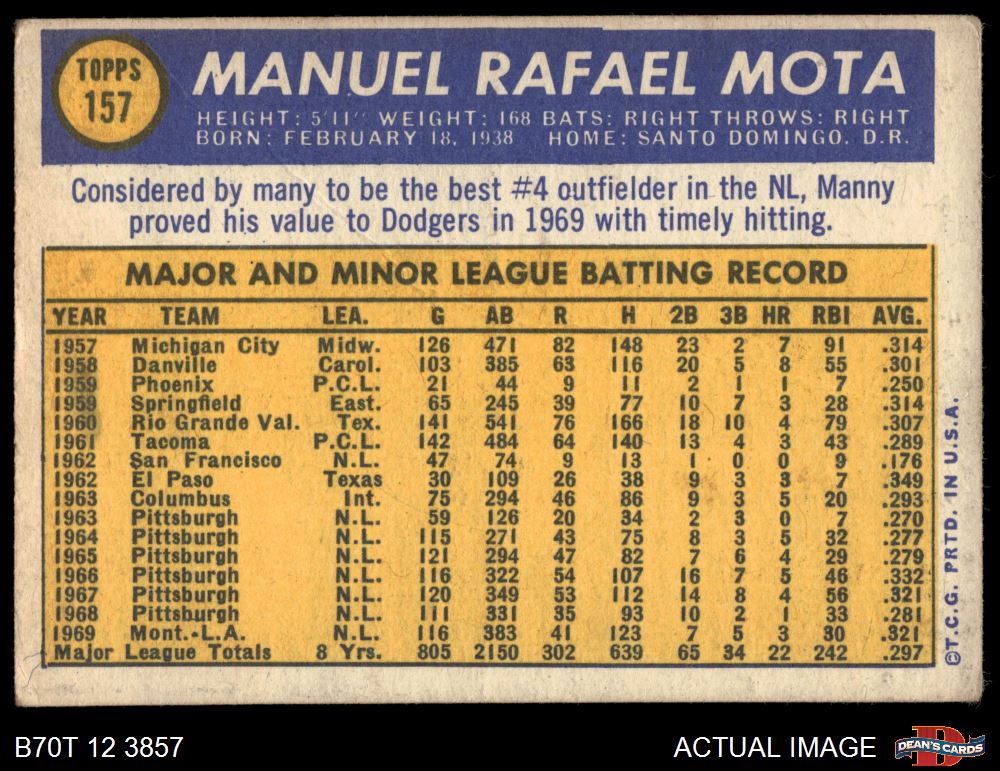 TOPPS
157
MANUEL RAFAEL MOTA
HEIGHT: 5'11" WEIGHT: 168 BATS: RIGHT THROWS: RIGHT
BORN: FEBRUARY 18, 1938 HOME: SANTO DOMINGO, D.R.
Considered by many to be the best #4 outfielder in the NL, Manny
proved his value to Dodgers in 1969 with timely hitting.
MAJOR AND MINOR LEAGUE BATTING RECORD
YEAR TEAM LEA. G AB R H 2B 3B HR RBI AVG.
1957 Michigan City Midw. 126 471 82 148 23 2 7 91 .314
1958 Danville Carol. 103 385 63 116 20 5 8 55 .301
1959 Phoenix P.C.L. 21 44 9 11 2 1 1 7 .250
1959 Springfield East. 65 245 39 77 10 7 3 28 .314
1960 Rio Grande Val. Tex. 141 541 76 166 18 10 4 79 .307
1961 Tacoma P.C.L. 142 484 64 140 13 4 3 43 .289
1962 San Francisco N.L. 47 74 9 13 1 0 0 9 .176
1962 El Paso Texas 30 109 26 38 9 3 3 7 .349
1963 Columbus Int. 75 294 46 86 9 3 5 20 .293
1963 Pittsburgh N.L. 59 126 20 34 2 3 0 7 .270
1964 Pittsburgh N.L. 115 271 43 75 8 3 5 32 .277
1965 Pittsburgh N.L. 121 294 47 82 7 6 4 29 .279
1966 Pittsburgh N.L. 116 322 54 107 16 7 5 46 .332
1967 Pittsburgh N.L. 120 349 53 112 14 8 4 56 .321
1968 Pittsburgh N.L. 111 331 35 93 10 2 1 33 .281
1969 Mont.-L.A. N.L. 116 383 41 123 7 5 3 30 .321
Major League Totals 8 Yrs. 805 2150 302 639 65 34 22 242 .297
©T.C.G. PRTD. IN U.S.A.
B70T 12 3857
ACTUAL IMAGE
DEAN'S CARDS